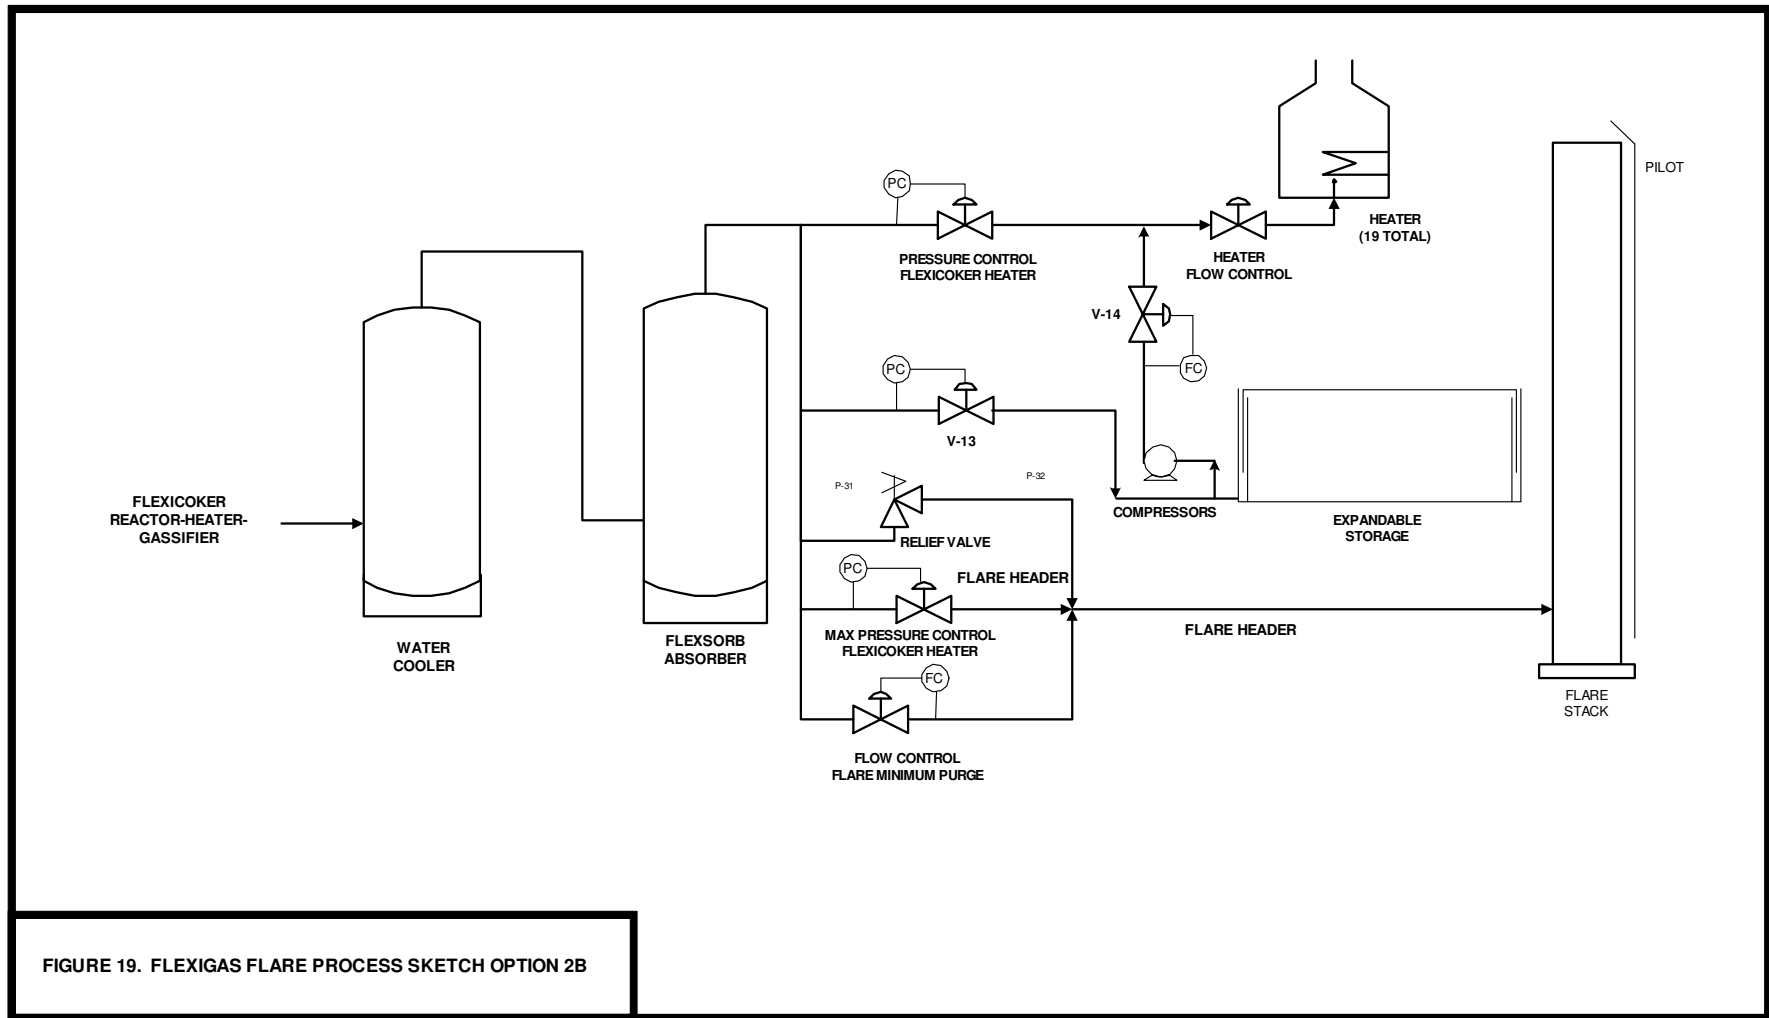 PILOT
PC
HEATER
(19 TOTAL)
PRESSURE CONTROL
FLEXICOKER HEATER
HEATER
FLOW CONTROL
V-14
FC
PC
V-13
P-31
P-32
FLEXICOKER
REACTOR-HEATER-
GASSIFIER
COMPRESSORS
EXPANDABLE
STORAGE
RELIEF VALVE
PC
FLARE HEADER
MAX PRESSURE CONTROL
FLEXICOKER HEATER
FLARE HEADER
WATER
COOLER
FLEXSORB
ABSORBER
FC
FLARE
STACK
FLOW CONTROL
FLARE MINIMUM PURGE
FIGURE 19. FLEXIGAS FLARE PROCESS SKETCH OPTION 2B